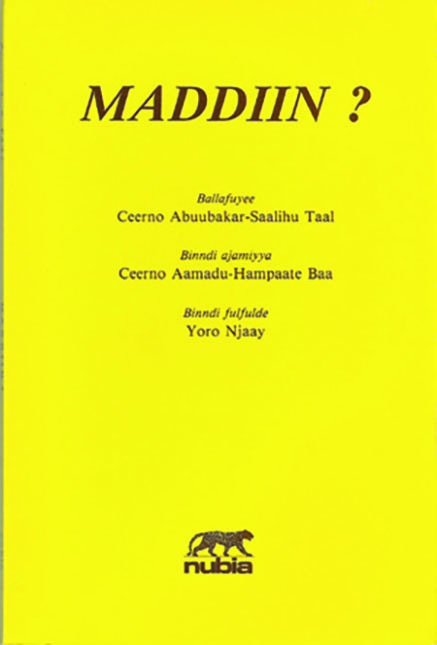 MADDIIN ?
Ballafuyee
Ceerno Abuubakar-Saalihu Taal
Binndi ajamiyya
Ceerno Aamadu-Hampaate Baa
Binndi fulfulde
Yoro Njaay
nubia